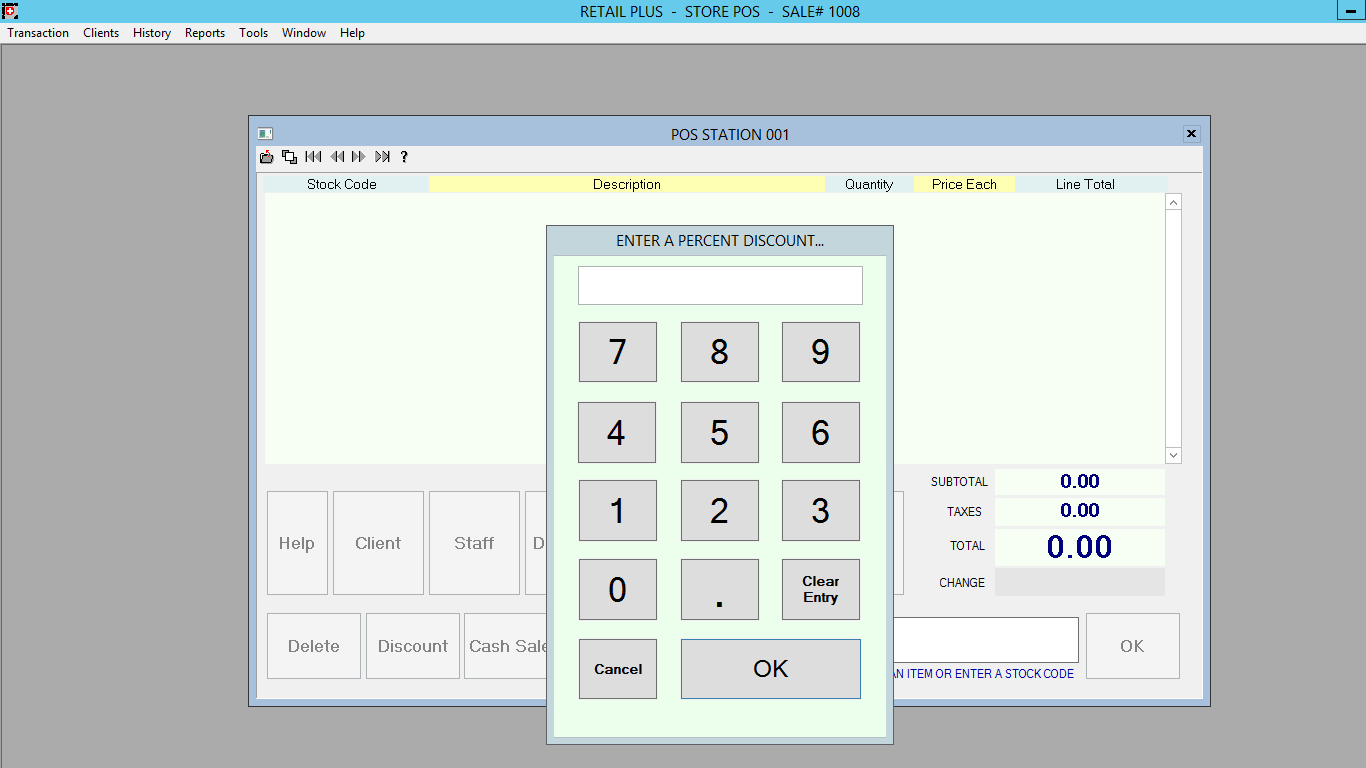 RETAIL PLUS - STORE POS - SALE# 1008
Transaction Clients History Reports Tools Window Help
POS STATION 001
?
Stock Code Description Quantity Price Each Line Total
ENTER A PERCENT DISCOUNT...
7 8 9
4 5 6
1 2 3
0 . Clear
Entry
Cancel OK
SUBTOTAL 0.00
TAXES 0.00
TOTAL 0.00
CHANGE
Help Client Staff D
Delete Discount Cash Sale OK
AN ITEM OR ENTER A STOCK CODE